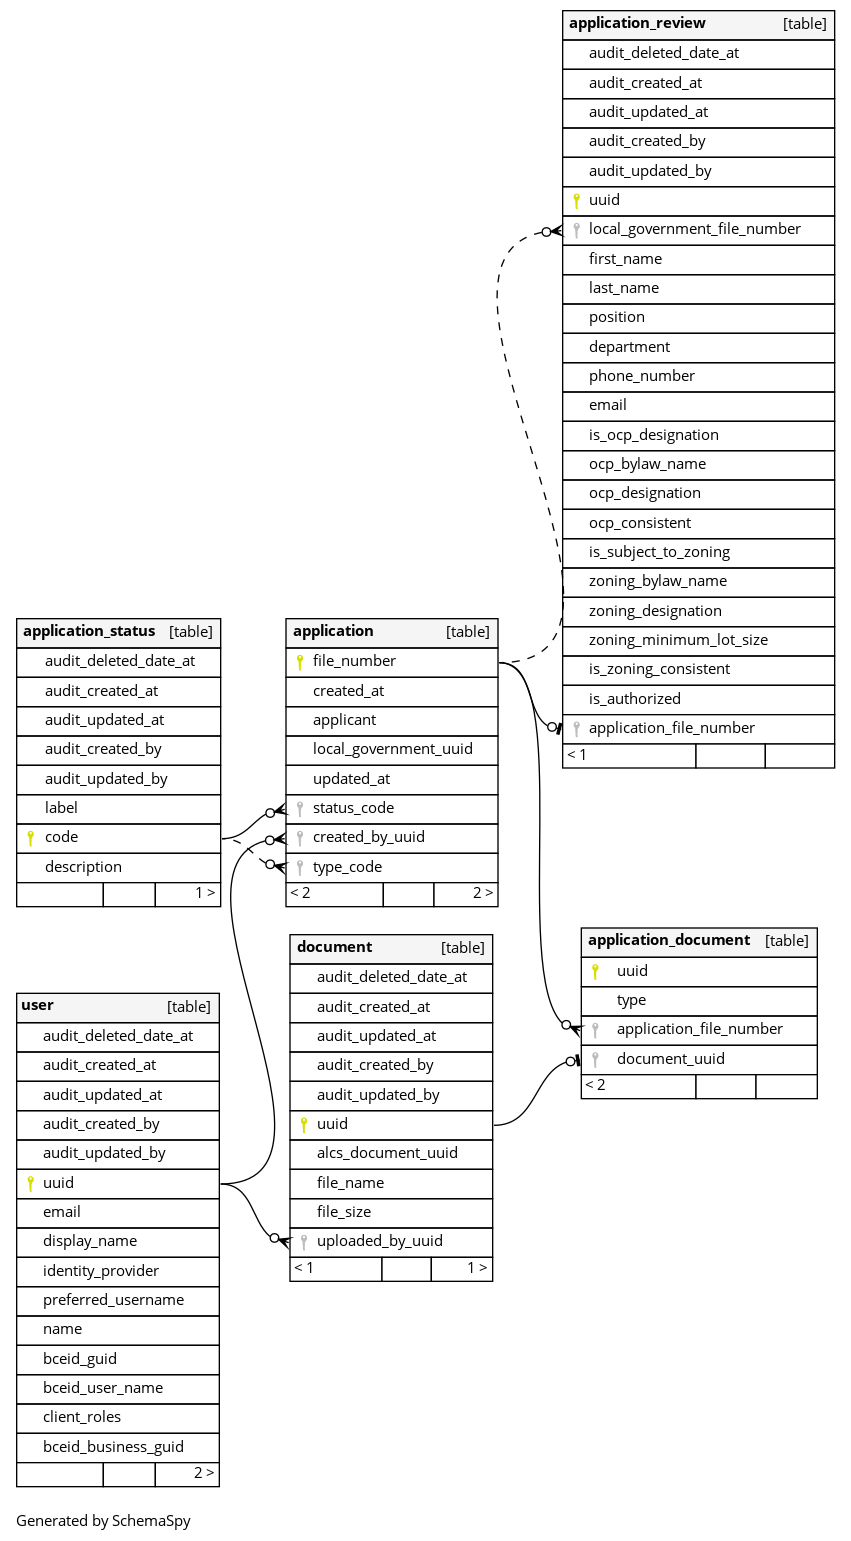 application_review [table]
audit_deleted_date_at
audit_created_at
audit_updated_at
audit_created_by
audit_updated_by
uuid
local_government_file_number
first_name
last_name
position
department
phone_number
email
is_ocp_designation
ocp_bylaw_name
ocp_designation
ocp_consistent
is_subject_to_zoning
zoning_bylaw_name
zoning_designation
zoning_minimum_lot_size
is_zoning_consistent
is_authorized
application_file_number
< 1
application_status [table]
audit_deleted_date_at
audit_created_at
audit_updated_at
audit_created_by
audit_updated_by
label
code
description
1 >
application [table]
file_number
created_at
applicant
local_government_uuid
updated_at
status_code
created_by_uuid
type_code
< 2 2 >
document [table]
audit_deleted_date_at
audit_created_at
audit_updated_at
audit_created_by
audit_updated_by
uuid
alcs_document_uuid
file_name
file_size
uploaded_by_uuid
< 1 1 >
application_document [table]
uuid
type
application_file_number
document_uuid
< 2
user [table]
audit_deleted_date_at
audit_created_at
audit_updated_at
audit_created_by
audit_updated_by
uuid
email
display_name
identity_provider
preferred_username
name
bceid_guid
bceid_user_name
client_roles
bceid_business_guid
2 >
Generated by SchemaSpy